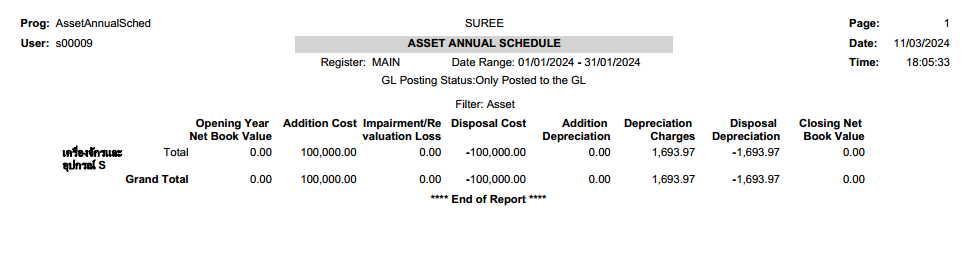 Prog: AssetAnnualSched SUREE Page: 1
User: s00009 ASSET ANNUAL SCHEDULE Date: 11/03/2024
Register: MAIN Date Range: 01/01/2024 - 31/01/2024 Time: 18:05:33
GL Posting Status:Only Posted to the GL
Filter: Asset
Opening Year Addition Cost Impairment/Re Disposal Cost Addition Depreciation Disposal Closing Net
Net Book Value valuation Loss Depreciation Charges Depreciation Book Value
เครื่องจักรและ Total 0.00 100,000.00 0.00 -100,000.00 0.00 1,693.97 -1,693.97 0.00
อุปกรณ์ S
Grand Total 0.00 100,000.00 0.00 -100,000.00 0.00 1,693.97 -1,693.97 0.00
**** End of Report ****